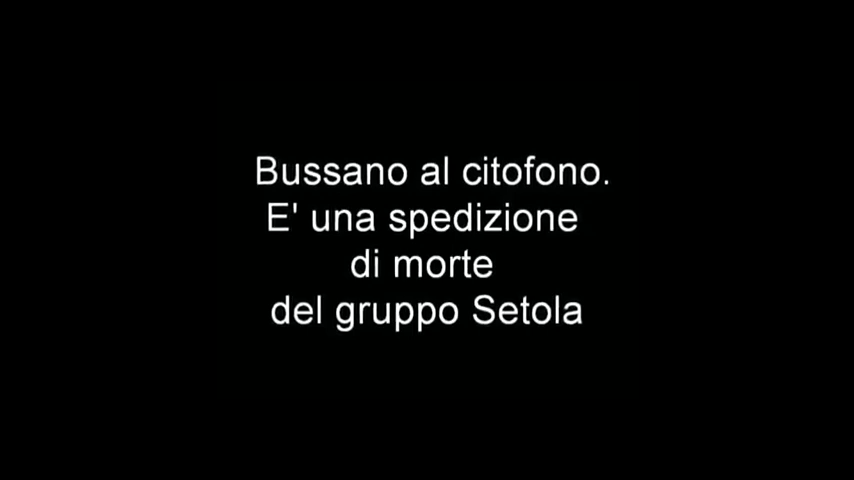 Bussano al citofono.
E' una spedizione
di morte
del gruppo Setola